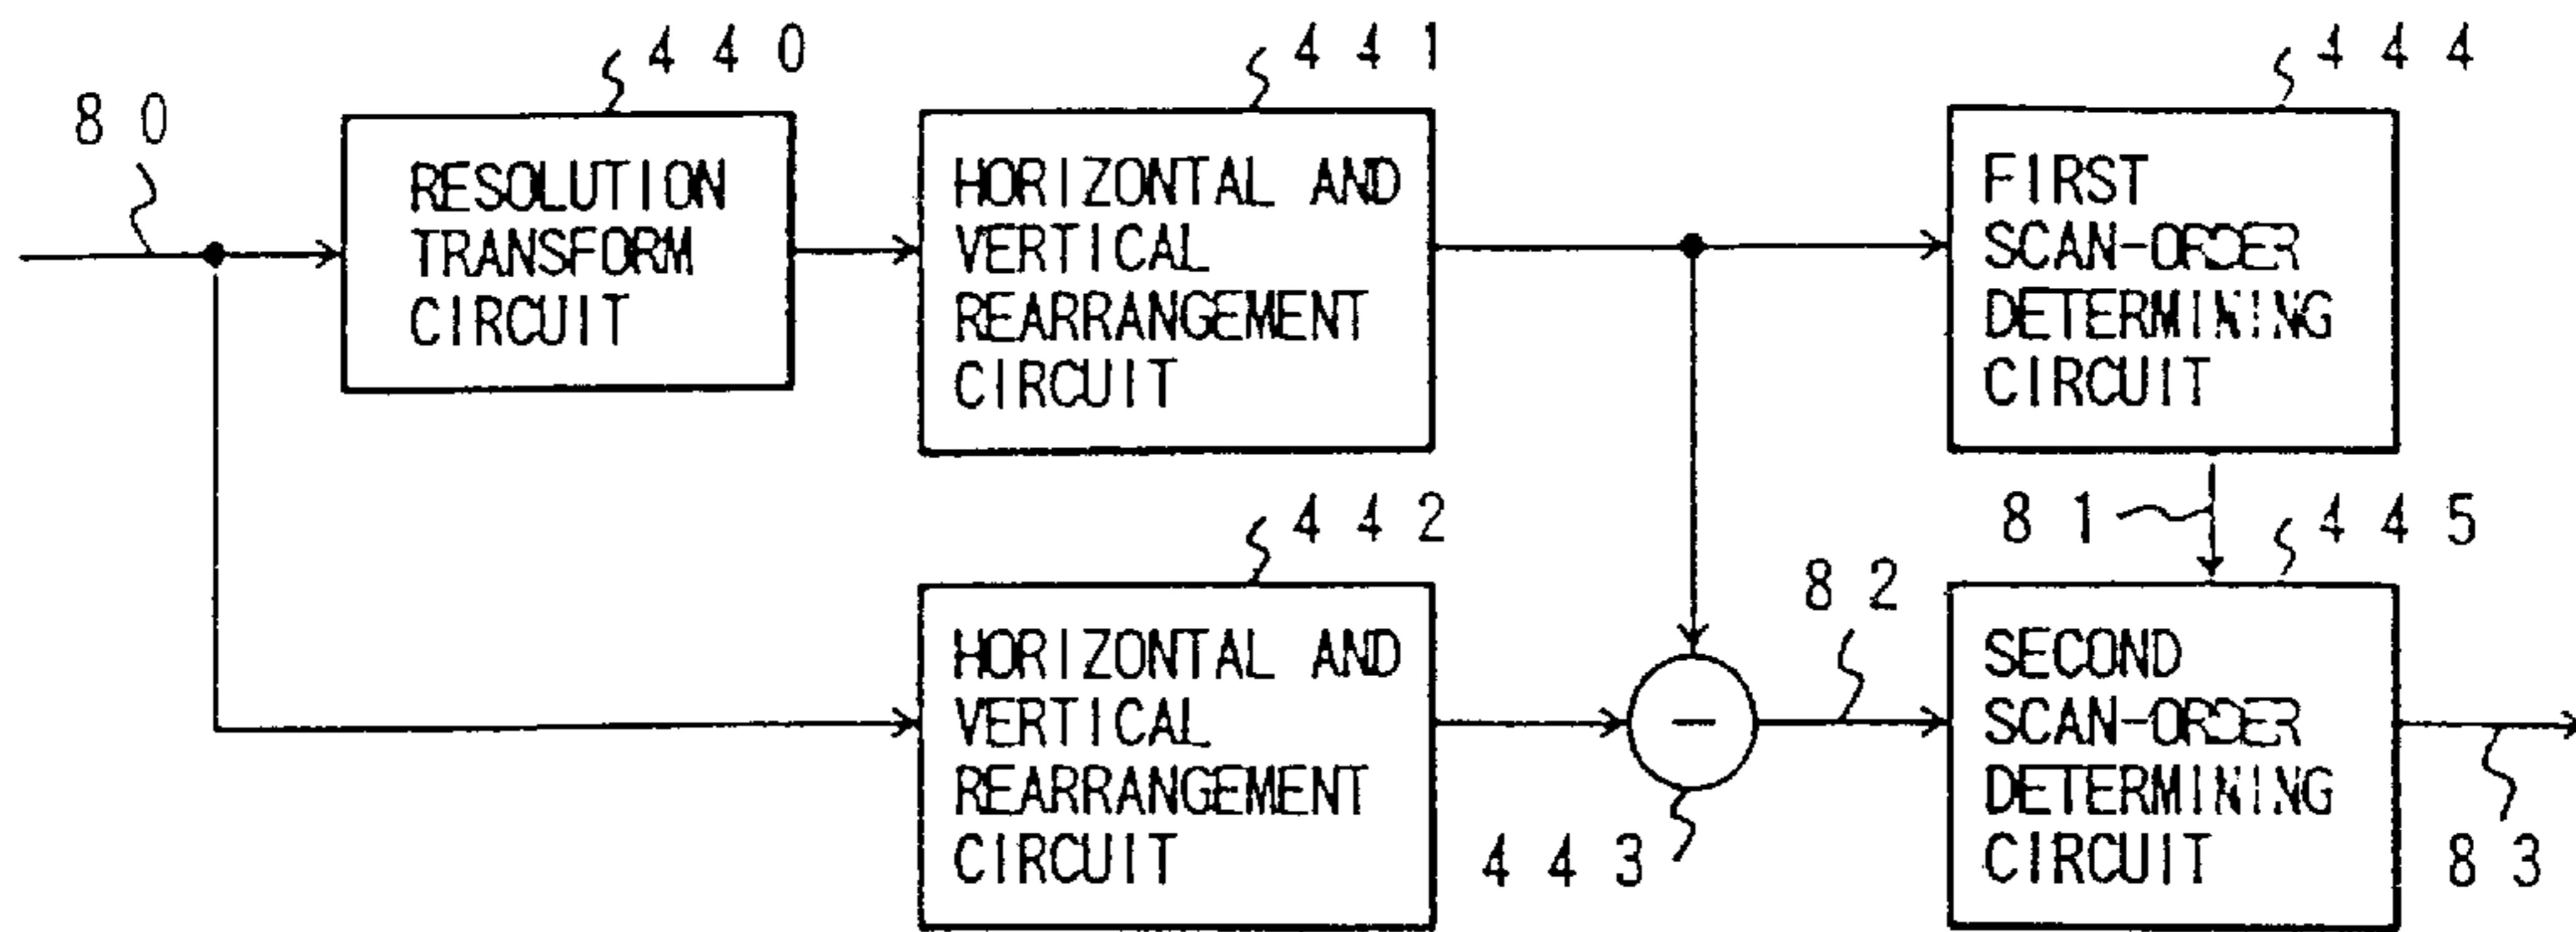 440
441
444
80
RESOLUTION
TRANSFORM
CIRCUIT
HORIZONTAL AND
VERTICAL
REARRANGEMENT
CIRCUIT
FIRST
SCAN-ORDER
DETERMINING
CIRCUIT
81
442
445
82
HORIZONTAL AND
VERTICAL
REARRANGEMENT
CIRCUIT
−
SECOND
SCAN-ORDER
DETERMINING
CIRCUIT
443
83